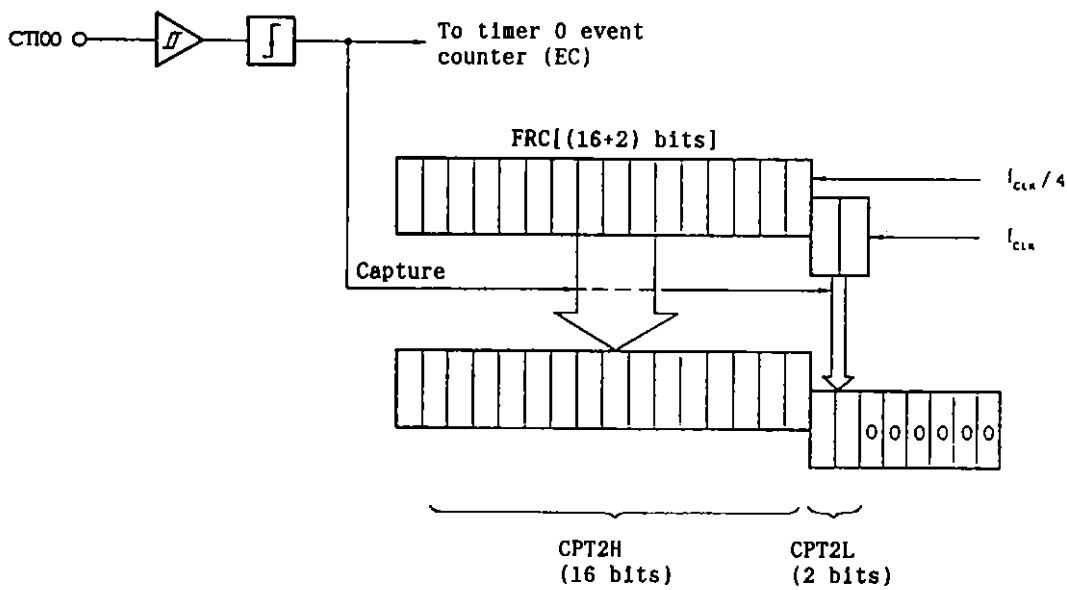 CTI00
To timer 0 event
counter (EC)
FRC[(16+2) bits]
fCLK / 4
fCLK
Capture
0 0 0 0 0 0
CPT2H
(16 bits)
CPT2L
(2 bits)